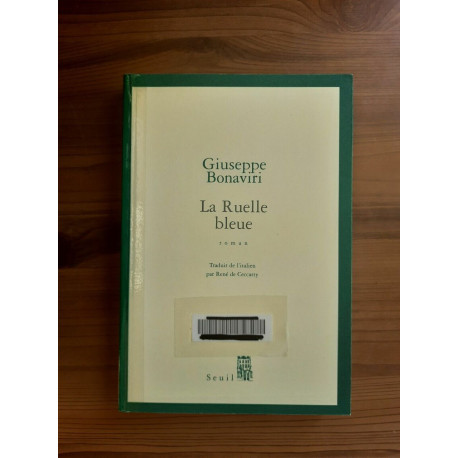 Giuseppe
Bonaviri
La Ruelle
bleue
roman
Traduit de l'italien
par René de Ceccatty
Seuil